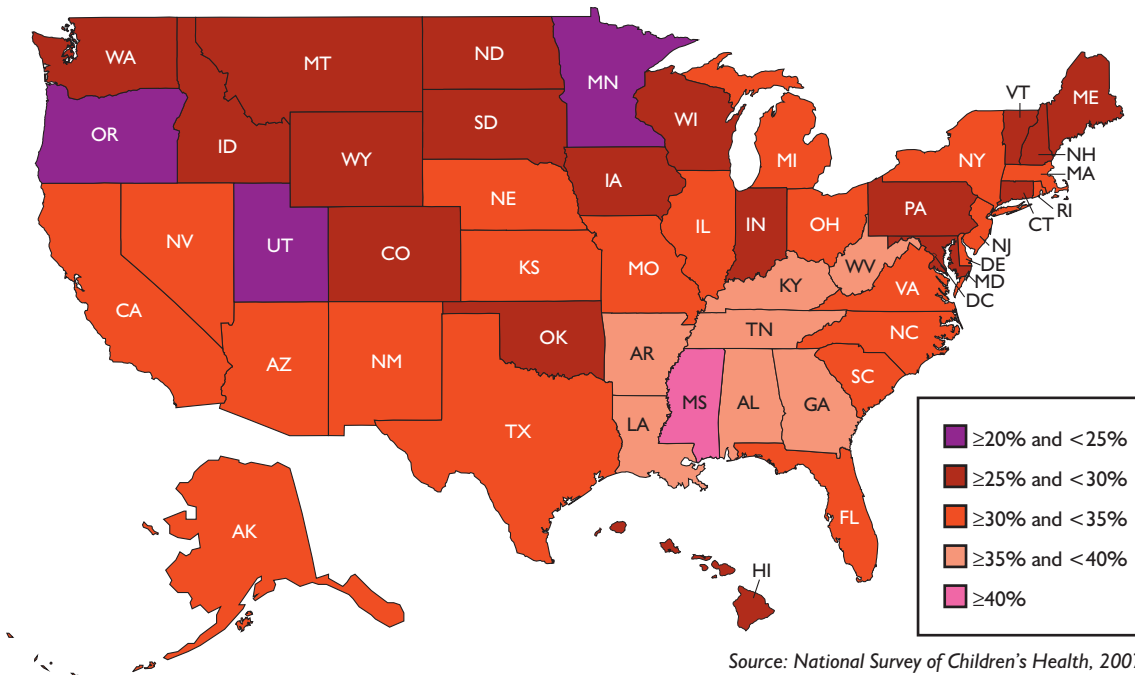 WA
MT
ND
MN
VT
ME
OR
ID
WY
SD
WI
MI
NY
NH
MA
RI
CT
NE
IA
PA
NV
UT
CO
IL
IN
OH
NJ
DE
MD
DC
KS
MO
WV
KY
VA
CA
TN
NC
AZ
NM
OK
AR
SC
MS
AL
GA
LA
TX
FL
AK
HI
≥20% and <25%
≥25% and <30%
≥30% and <35%
≥35% and <40%
≥40%
Source: National Survey of Children's Health, 2007